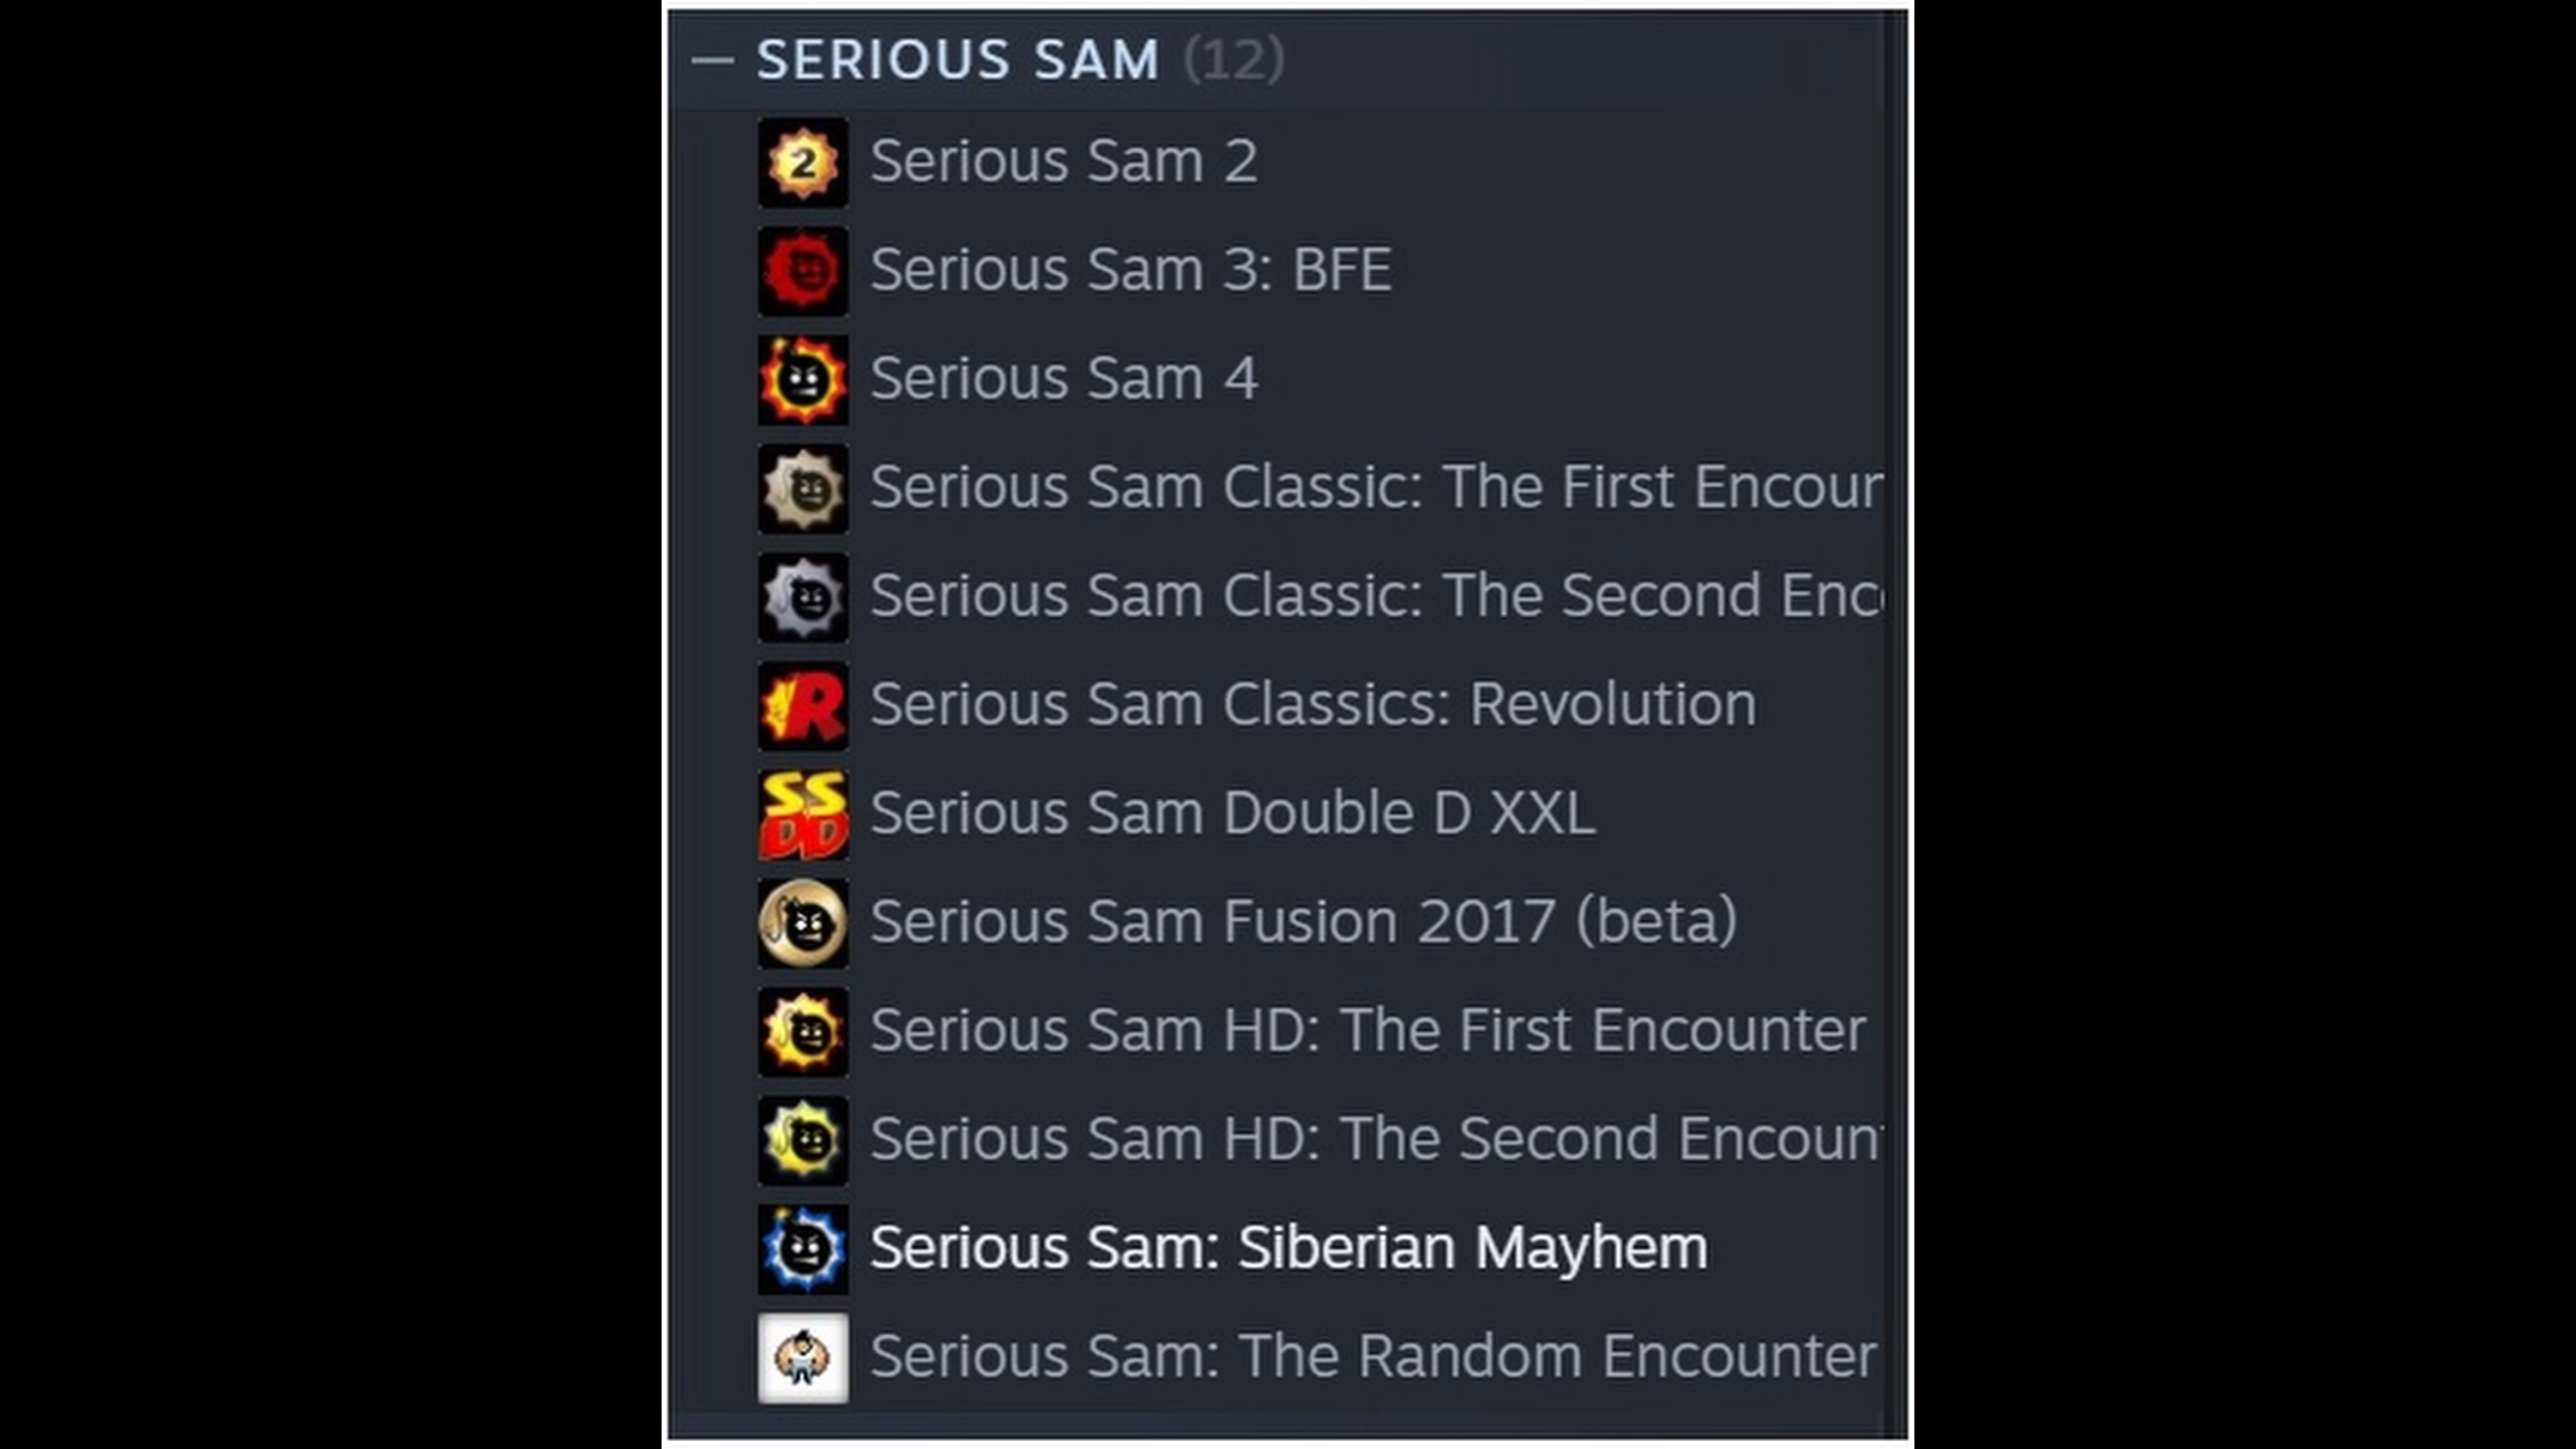 — SERIOUS SAM (12)
2 Serious Sam 2
Serious Sam 3: BFE
Serious Sam 4
Serious Sam Classic: The First Encour
Serious Sam Classic: The Second Enc
R Serious Sam Classics: Revolution
SS
DD Serious Sam Double D XXL
Serious Sam Fusion 2017 (beta)
Serious Sam HD: The First Encounter
Serious Sam HD: The Second Encoun
Serious Sam: Siberian Mayhem
Serious Sam: The Random Encounter